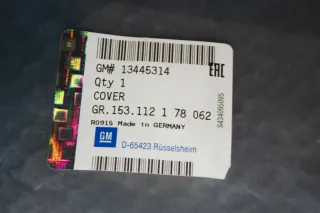 GM# 13445314
EAC
Qty 1
COVER
GR.153.112 1 78 062
R0915 Made in GERMANY
GM
D-65423 Rüsselsheim